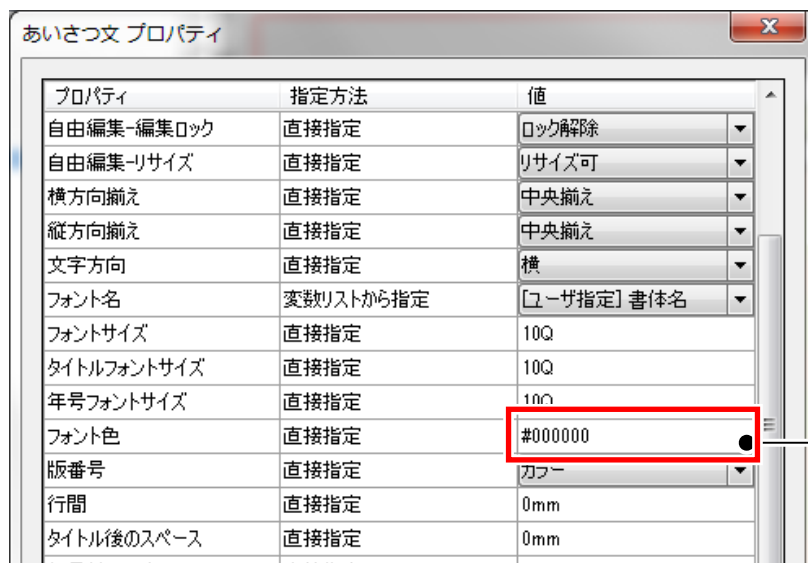 あいさつ文 プロパティ
プロパティ 指定方法 値
自由編集-編集ロック 直接指定 ロック解除
自由編集-リサイズ 直接指定 リサイズ可
横方向揃え 直接指定 中央揃え
縦方向揃え 直接指定 中央揃え
文字方向 直接指定 横
フォント名 変数リストから指定 [ユーザ指定] 書体名
フォントサイズ 直接指定 10Q
タイトルフォントサイズ 直接指定 10Q
年号フォントサイズ 直接指定 10Q
フォント色 直接指定 #000000
版番号 直接指定 カラー
行間 直接指定 0mm
タイトル後のスペース 直接指定 0mm